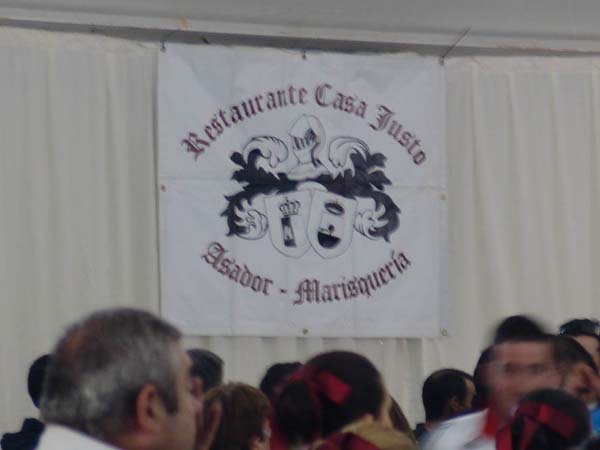 Restaurante Casa Justo
Asador - Marisquería